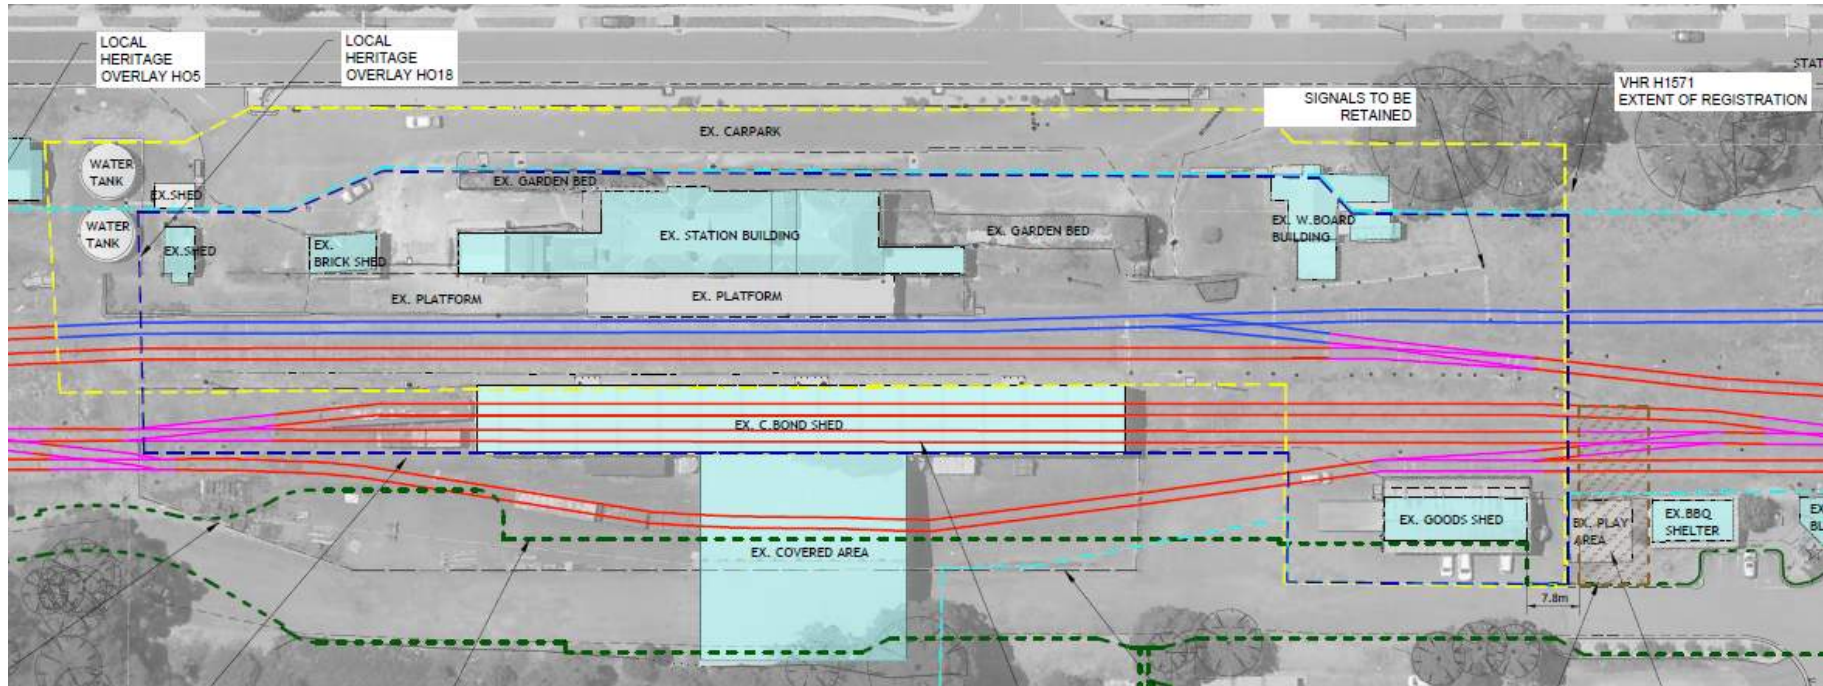 LOCAL
HERITAGE
OVERLAY HO5
LOCAL
HERITAGE
OVERLAY HO18
SIGNALS TO BE
RETAINED
VHR H1571
EXTENT OF REGISTRATION
STAT
EX. CARPARK
WATER
TANK
EX.SHED
EX. GARDEN BED
WATER
TANK
EX.SHED
EX.
BRICK SHED
EX. STATION BUILDING
EX. GARDEN BED
EX. W.BOARD
BUILDING
EX. PLATFORM
EX. PLATFORM
EX. C.BOND SHED
EX. COVERED AREA
EX. GOODS SHED
EX. PLAY
AREA
EX.BBQ
SHELTER
EX
BL
7.8m